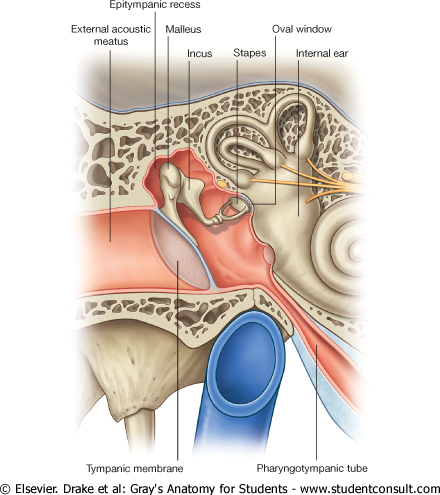 Epitympanic recess
External acoustic
meatus
Malleus
Incus
Stapes
Oval window
Internal ear
Tympanic membrane
Pharyngotympanic tube
© Elsevier. Drake et al: Gray's Anatomy for Students - www.studentconsult.com